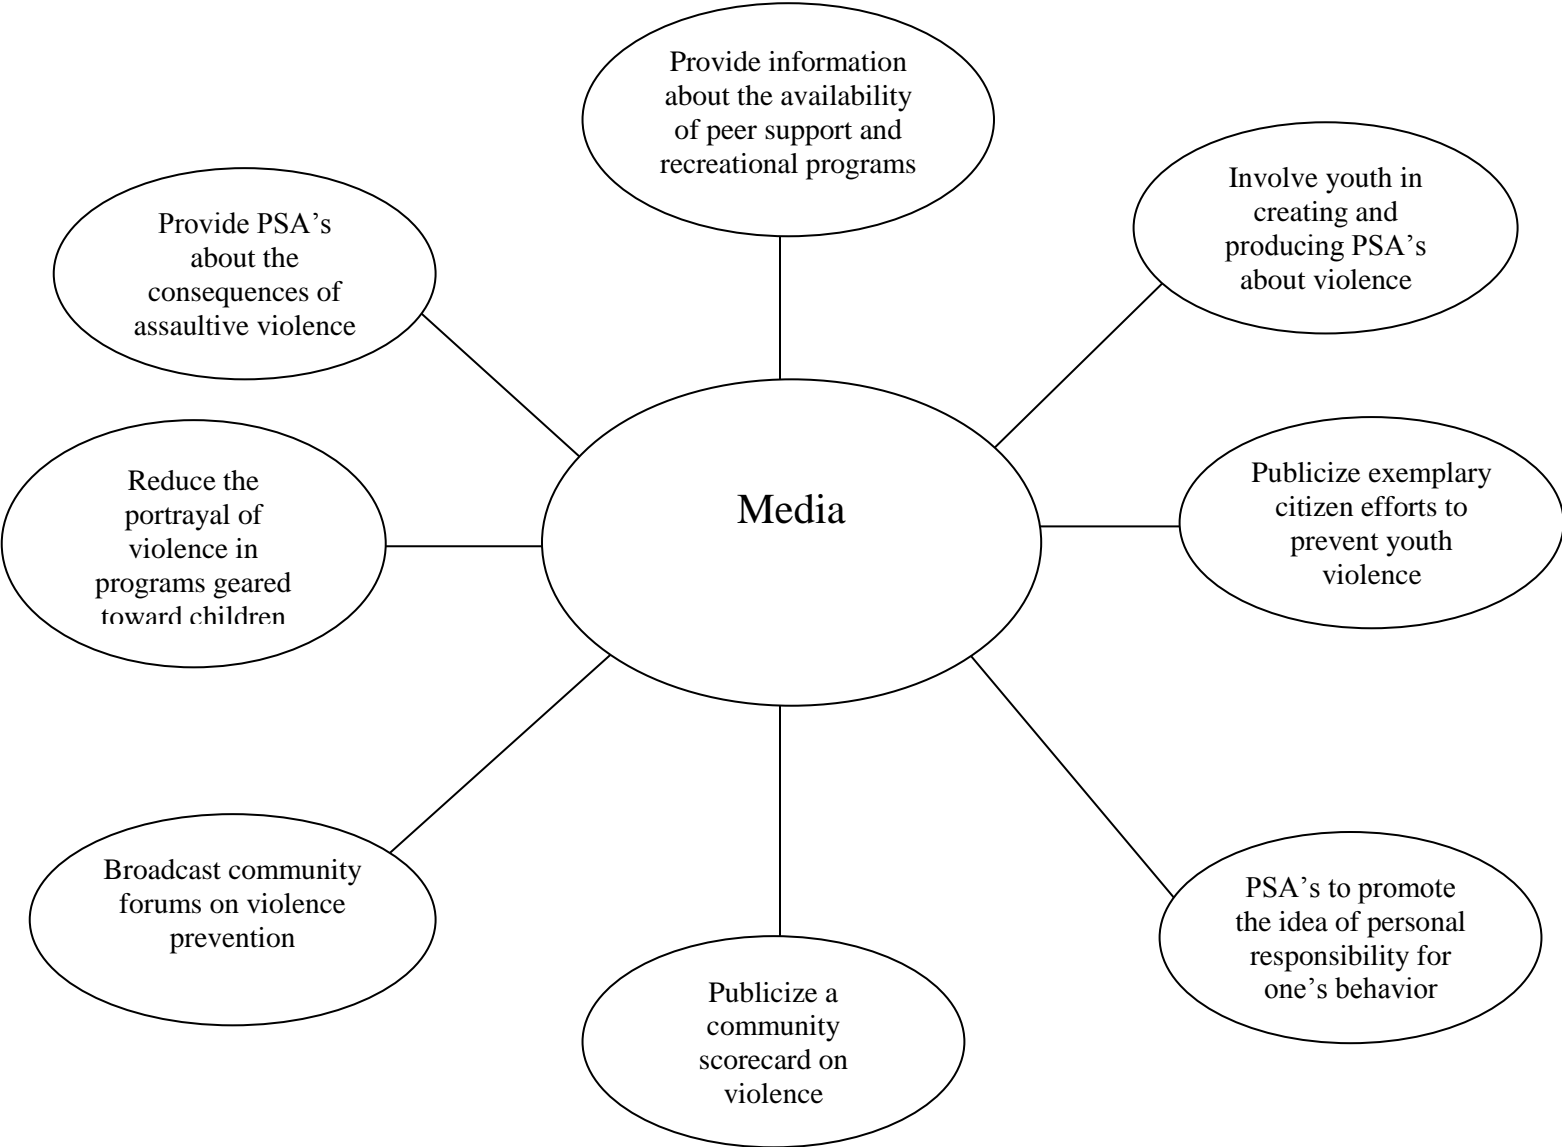 Provide information
about the availability
of peer support and
recreational programs
Involve youth in
creating and
producing PSA’s
about violence
Provide PSA’s
about the
consequences of
assaultive violence
Media
Publicize exemplary
citizen efforts to
prevent youth
violence
Reduce the
portrayal of
violence in
programs geared
toward children
Broadcast community
forums on violence
prevention
PSA’s to promote
the idea of personal
responsibility for
one’s behavior
Publicize a
community
scorecard on
violence